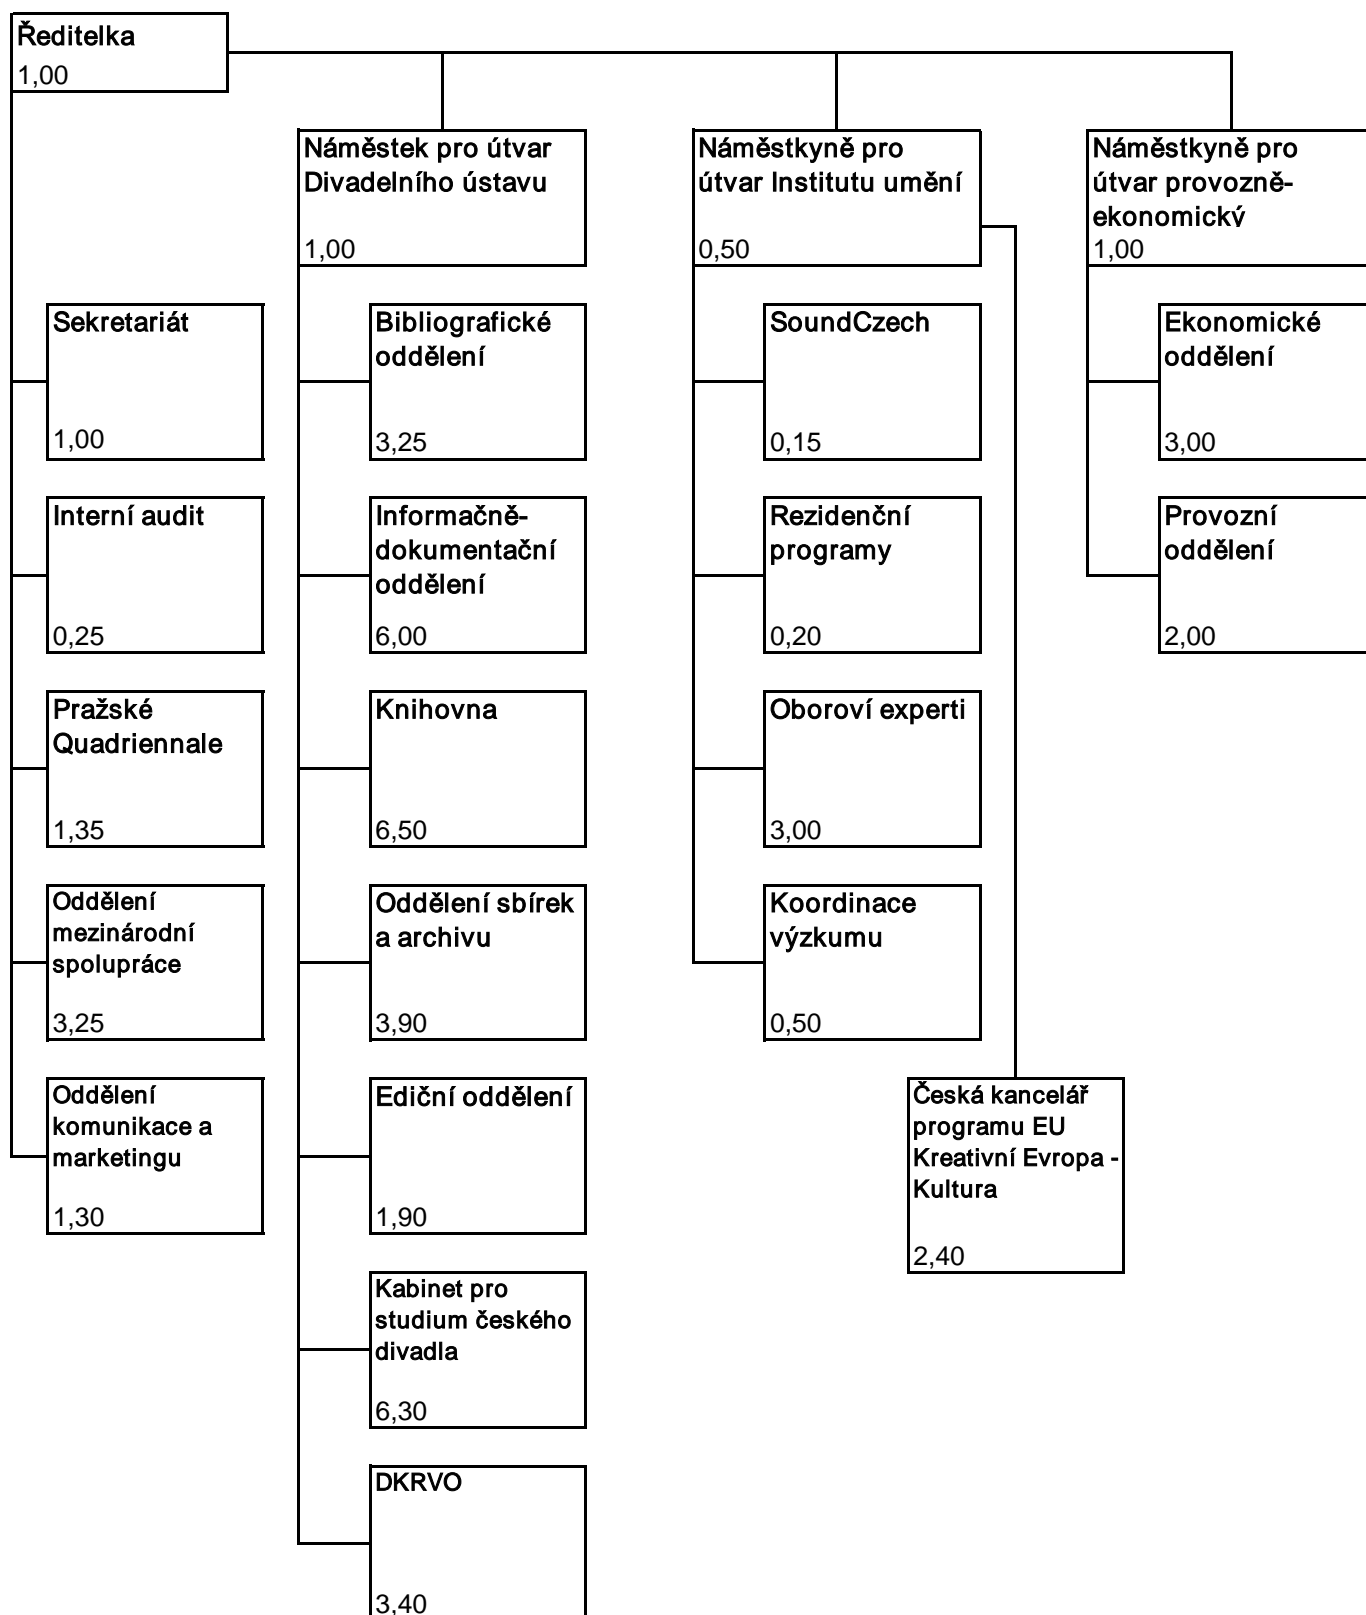 Ředitelka
1,00
Náměstek pro útvar
Divadelního ústavu
1,00
Náměstkyně pro
útvar Institutu umění
0,50
Náměstkyně pro
útvar provozně-
ekonomický
1,00
Sekretariát
1,00
Bibliografické
oddělení
3,25
SoundCzech
0,15
Ekonomické
oddělení
3,00
Interní audit
0,25
Informačně-
dokumentační
oddělení
6,00
Rezidenční
programy
0,20
Provozní
oddělení
2,00
Pražské
Quadriennale
1,35
Knihovna
6,50
Oboroví experti
3,00
Oddělení
mezinárodní
spolupráce
3,25
Oddělení sbírek
a archivu
3,90
Koordinace
výzkumu
0,50
Oddělení
komunikace a
marketingu
1,30
Ediční oddělení
1,90
Česká kancelář
programu EU
Kreativní Evropa -
Kultura
2,40
Kabinet pro
studium českého
divadla
6,30
DKRVO
3,40